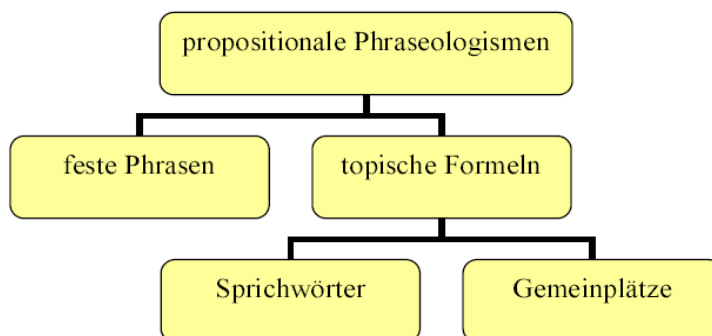 propositionale Phraseologismen
feste Phrasen
topische Formeln
Sprichwörter
Gemeinplätze